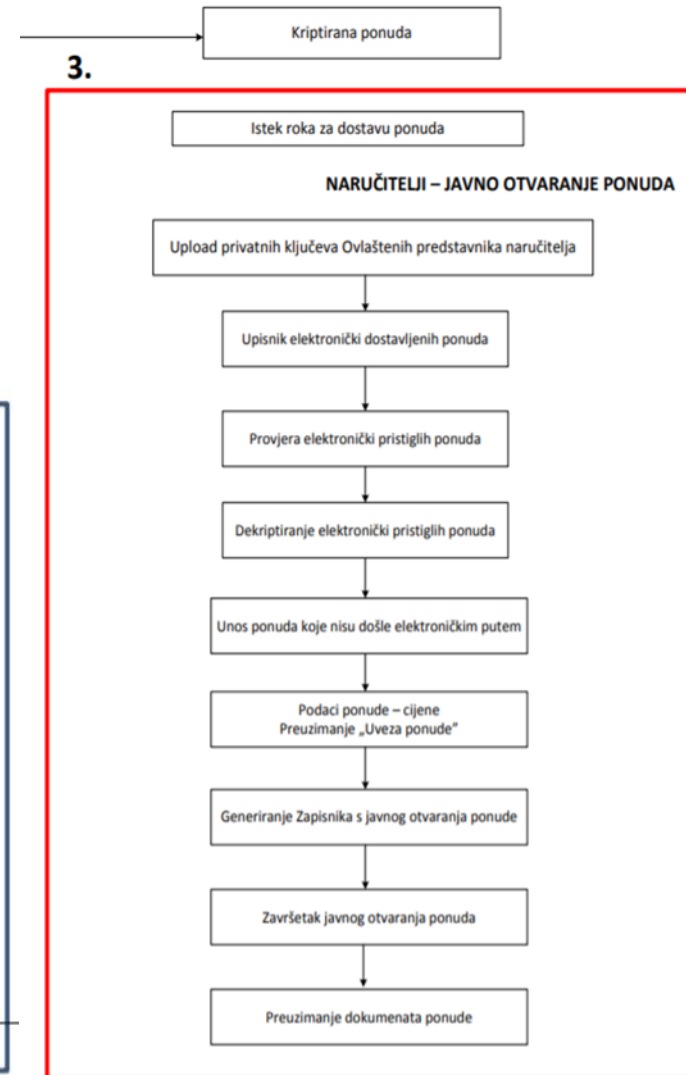 Kriptirana ponuda
3.
Istek roka za dostavu ponuda
NARUČITELJI – JAVNO OTVARANJE PONUDA
Upload privatnih ključeva Ovlaštenih predstavnika naručitelja
Upisnik elektronički dostavljenih ponuda
Provjera elektronički pristiglih ponuda
Dekriptiranje elektronički pristiglih ponuda
Unos ponuda koje nisu došle elektroničkim putem
Podaci ponude – cijene
Preuzimanje „Uveza ponude”
Generiranje Zapisnika s javnog otvaranja ponude
Završetak javnog otvaranja ponuda
Preuzimanje dokumenata ponude